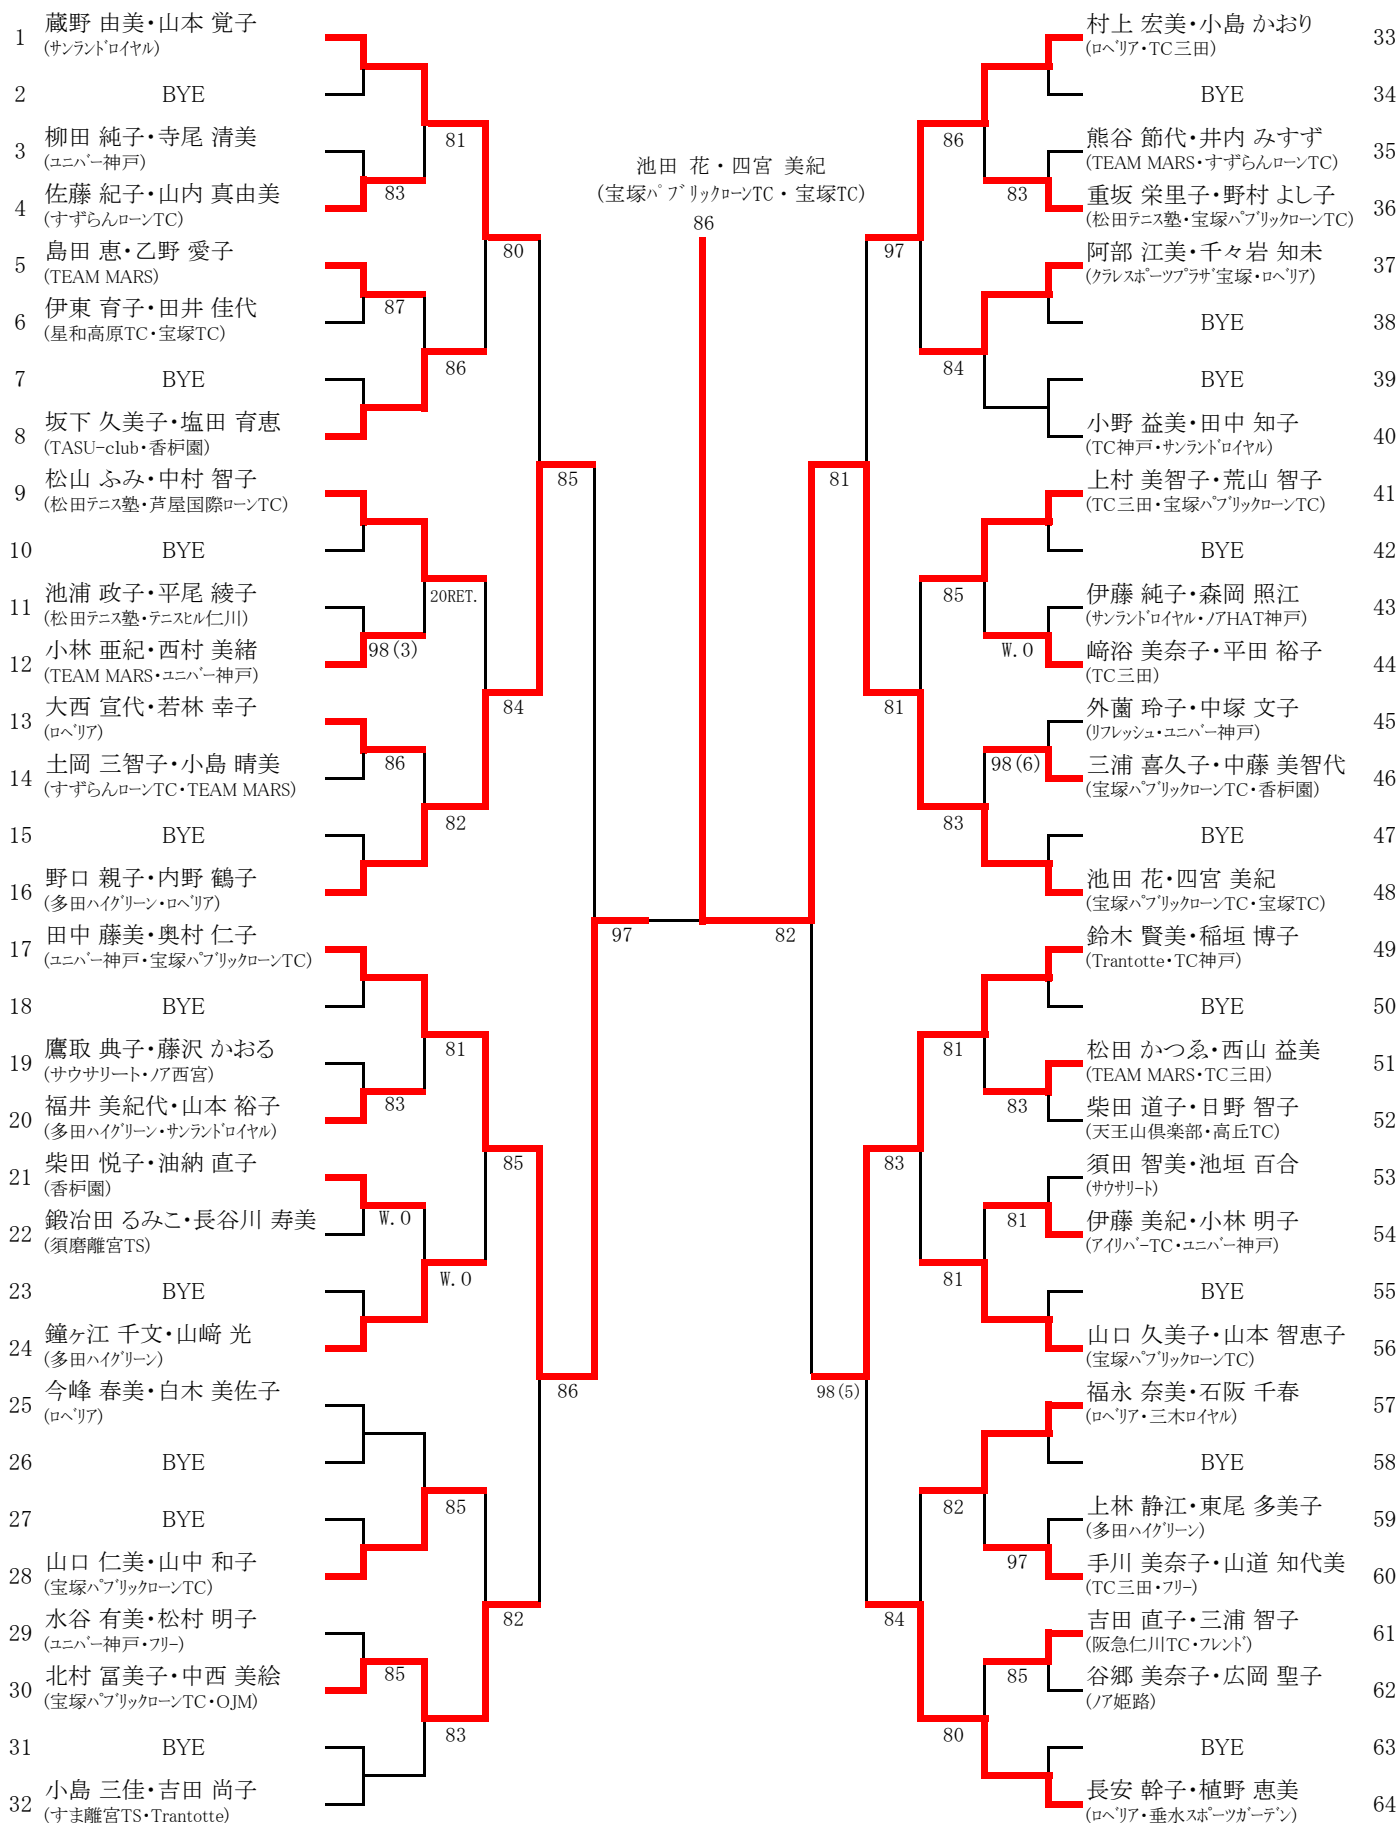 1 蔵野 由美・山本 覚子
(サンランドロイヤル)
2 BYE
3 柳田 純子・寺尾 清美
(ユニバー神戸)
4 佐藤 紀子・山内 真由美
(すずらんローンTC)
5 島田 恵・乙野 愛子
(TEAM MARS)
6 伊東 育子・田井 佳代
(星和高原TC・宝塚TC)
7 BYE
8 坂下 久美子・塩田 育恵
(TASU-club・香枦園)
9 松山 ふみ・中村 智子
(松田テニス塾・芦屋国際ローンTC)
10 BYE
11 池浦 政子・平尾 綾子
(松田テニス塾・テニスヒル仁川)
12 小林 亜紀・西村 美緒
(TEAM MARS・ユニバー神戸)
13 大西 宣代・若林 幸子
(ロベリア)
14 土岡 三智子・小島 晴美
(すずらんローンTC・TEAM MARS)
15 BYE
16 野口 親子・内野 鶴子
(多田ハイグリーン・ロベリア)
17 田中 藤美・奥村 仁子
(ユニバー神戸・宝塚パブリックローンTC)
18 BYE
19 鷹取 典子・藤沢 かおる
(サウサリート・ノア西宮)
20 福井 美紀代・山本 裕子
(多田ハイグリーン・サンランドロイヤル)
21 柴田 悦子・油納 直子
(香枦園)
22 鍛冶田 るみこ・長谷川 寿美
(須磨離宮TS)
23 BYE
24 鐘ヶ江 千文・山﨑 光
(多田ハイグリーン)
25 今峰 春美・白木 美佐子
(ロベリア)
26 BYE
27 BYE
28 山口 仁美・山中 和子
(宝塚パブリックローンTC)
29 水谷 有美・松村 明子
(ユニバー神戸・フリー)
30 北村 冨美子・中西 美絵
(宝塚パブリックローンTC・OJM)
31 BYE
32 小島 三佳・吉田 尚子
(すま離宮TS・Trantotte)
83
87
98(3)
86
83
W.O
85
81
86
20RET.
82
81
W.O
85
83
80
84
85
82
85
86
97
池田 花・四宮 美紀
(宝塚パブリックローンTC・宝塚TC)
86
82
81
98(5)
97
81
83
84
86
84
85
83
81
81
82
80
83
W.O
98(6)
83
81
97
85
村上 宏美・小島 かおり 33
(ロベリア・TC三田)
BYE 34
熊谷 節代・井内 みすず 35
(TEAM MARS・すずらんローンTC)
重坂 栄里子・野村 よし子 36
(松田テニス塾・宝塚パブリックローンTC)
阿部 江美・千々岩 知未 37
(クラレスポーツプラザ宝塚・ロベリア)
BYE 38
BYE 39
小野 益美・田中 知子 40
(TC神戸・サンランドロイヤル)
上村 美智子・荒山 智子 41
(TC三田・宝塚パブリックローンTC)
BYE 42
伊藤 純子・森岡 照江 43
(サンランドロイヤル・ノアHAT神戸)
﨑浴 美奈子・平田 裕子 44
(TC三田)
外薗 玲子・中塚 文子 45
(リフレッシュ・ユニバー神戸)
三浦 喜久子・中藤 美智代 46
(宝塚パブリックローンTC・香枦園)
BYE 47
池田 花・四宮 美紀 48
(宝塚パブリックローンTC・宝塚TC)
鈴木 賢美・稲垣 博子 49
(Trantotte・TC神戸)
BYE 50
松田 かつゑ・西山 益美 51
(TEAM MARS・TC三田)
柴田 道子・日野 智子 52
(天王山倶楽部・高丘TC)
須田 智美・池垣 百合 53
(サウサリート)
伊藤 美紀・小林 明子 54
(アイリバーTC・ユニバー神戸)
BYE 55
山口 久美子・山本 智恵子 56
(宝塚パブリックローンTC)
福永 奈美・石阪 千春 57
(ロベリア・三木ロイヤル)
BYE 58
上林 静江・東尾 多美子 59
(多田ハイグリーン)
手川 美奈子・山道 知代美 60
(TC三田・フリー)
吉田 直子・三浦 智子 61
(阪急仁川TC・フレンド)
谷郷 美奈子・広岡 聖子 62
(ノア姫路)
BYE 63
長安 幹子・植野 恵美 64
(ロベリア・垂水スポーツガーデン)